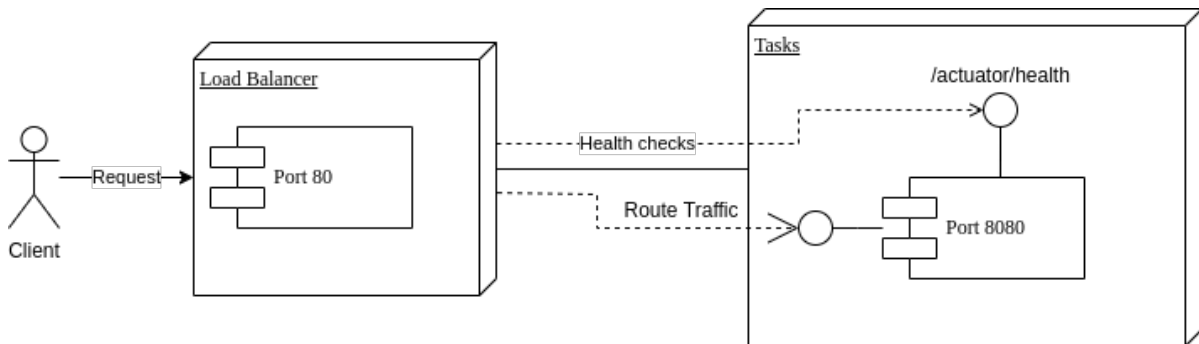 Tasks
/actuator/health
Load Balancer
Health checks
Request
Port 80
Route Traffic
Port 8080
Client